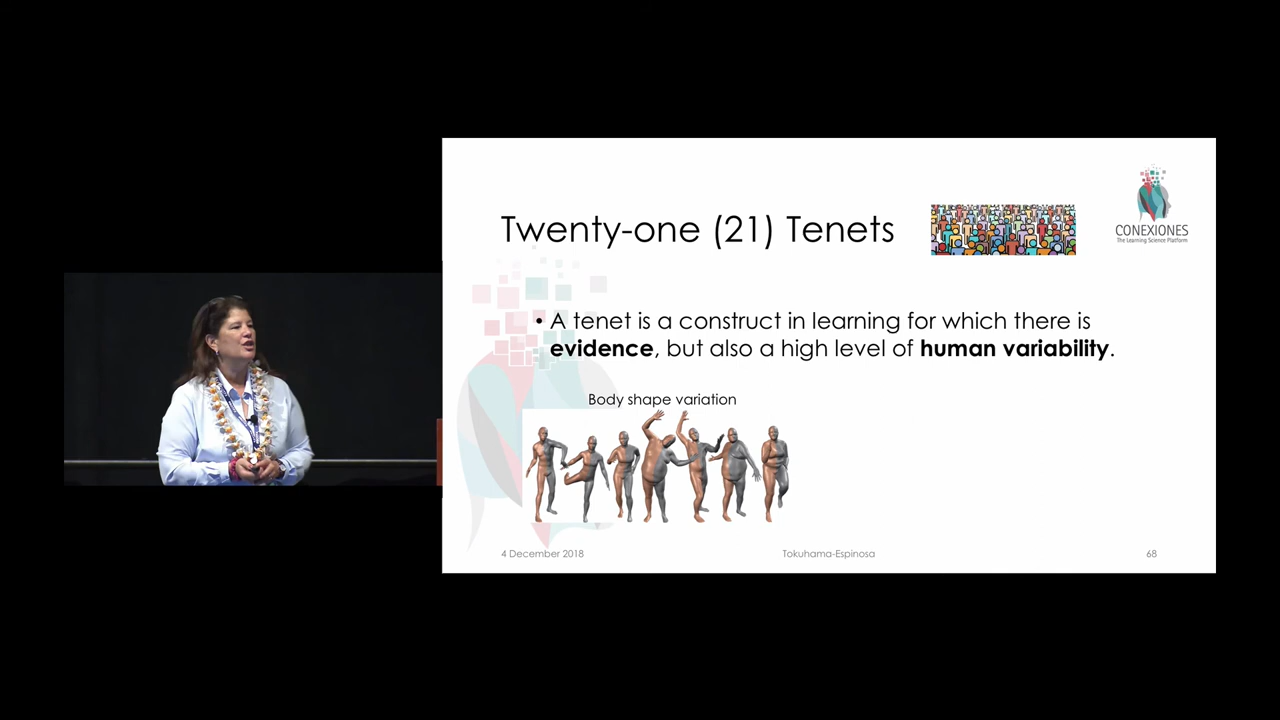 Twenty-one (21) Tenets
CONEXIONES
The Learning Science Platform
• A tenet is a construct in learning for which there is
evidence, but also a high level of human variability.
Body shape variation
4 December 2018
Tokuhama-Espinosa
68